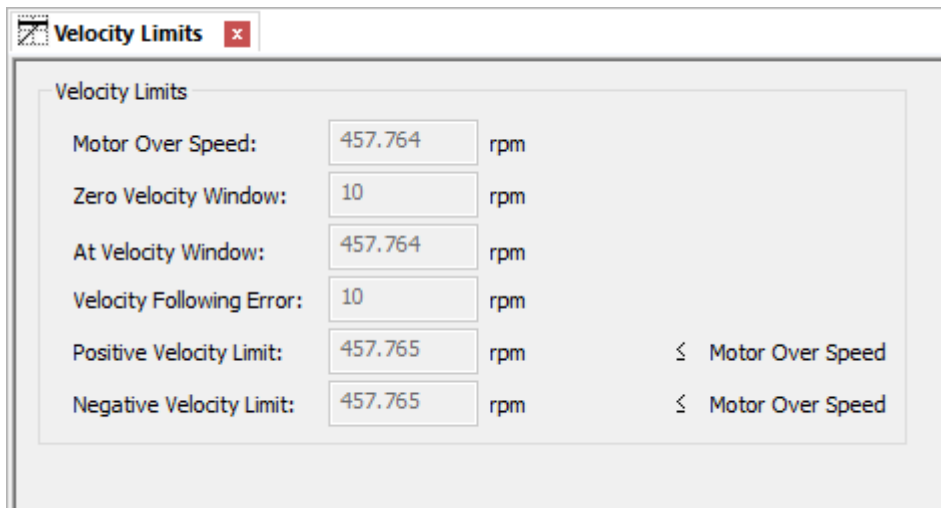 Velocity Limits x
Velocity Limits
Motor Over Speed: 457.764 rpm
Zero Velocity Window: 10 rpm
At Velocity Window: 457.764 rpm
Velocity Following Error: 10 rpm
Positive Velocity Limit: 457.765 rpm ≤ Motor Over Speed
Negative Velocity Limit: 457.765 rpm ≤ Motor Over Speed